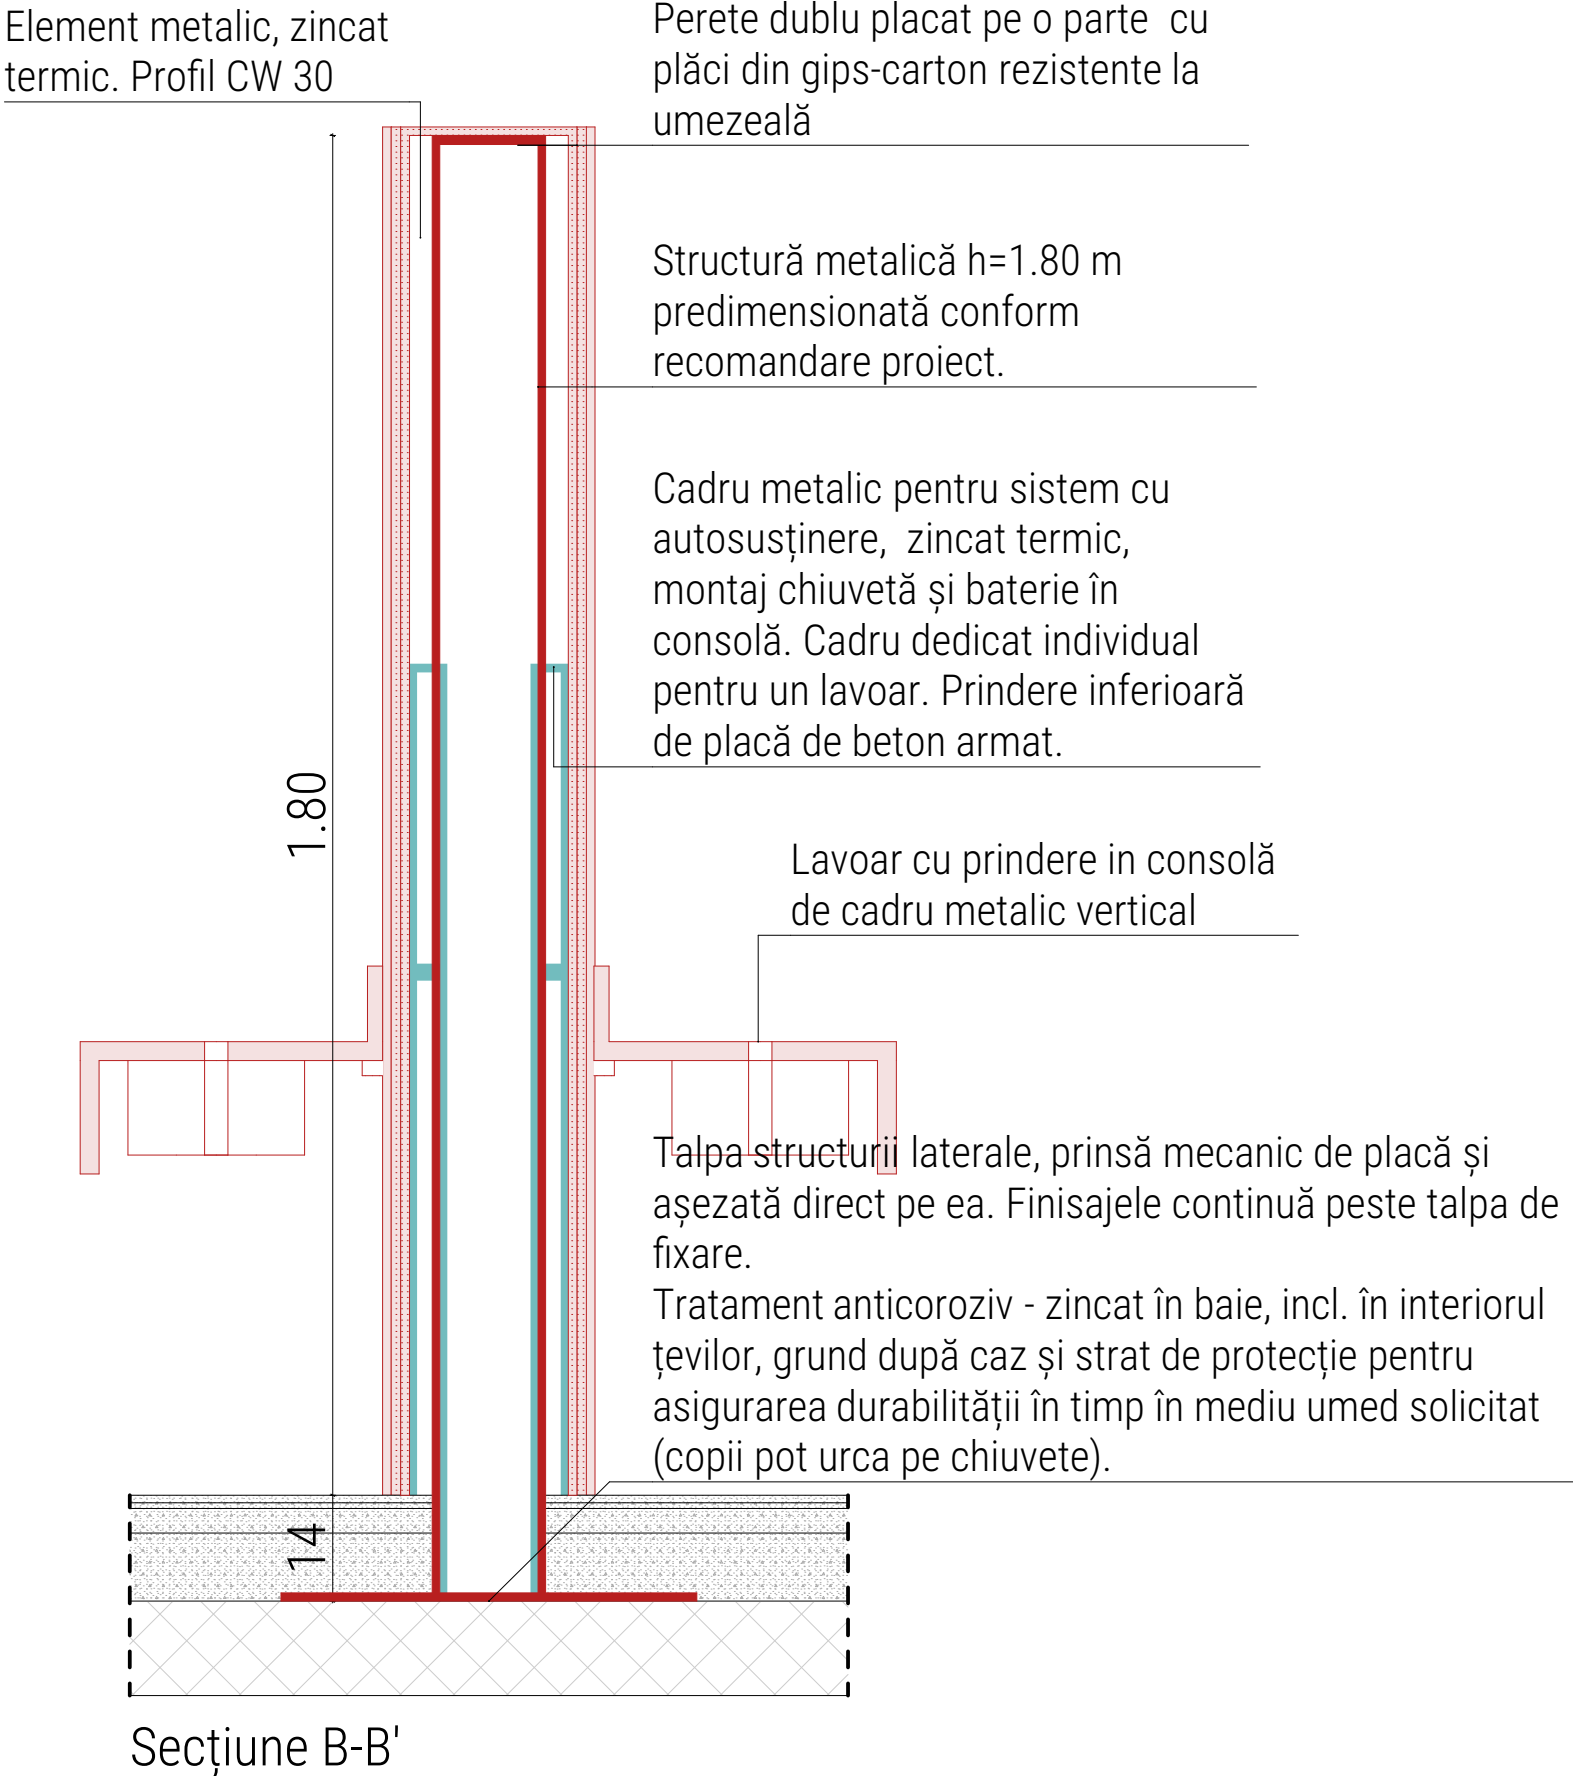 Element metalic, zincat
termic. Profil CW 30
Perete dublu placat pe o parte  cu
plăci din gips-carton rezistente la
umezeală
Structură metalică h=1.80 m
predimensionată conform
recomandare proiect.
Cadru metalic pentru sistem cu
autosusținere,  zincat termic,
montaj chiuvetă și baterie în
consolă. Cadru dedicat individual
pentru un lavoar. Prindere inferioară
de placă de beton armat.
1.80
Lavoar cu prindere in consolă
de cadru metalic vertical
Talpa structurii laterale, prinsă mecanic de placă și
așezată direct pe ea. Finisajele continuă peste talpa de
fixare.
Tratament anticoroziv - zincat în baie, incl. în interiorul
țevilor, grund după caz și strat de protecție pentru
asigurarea durabilității în timp în mediu umed solicitat
(copii pot urca pe chiuvete).
14
Secțiune B-B'